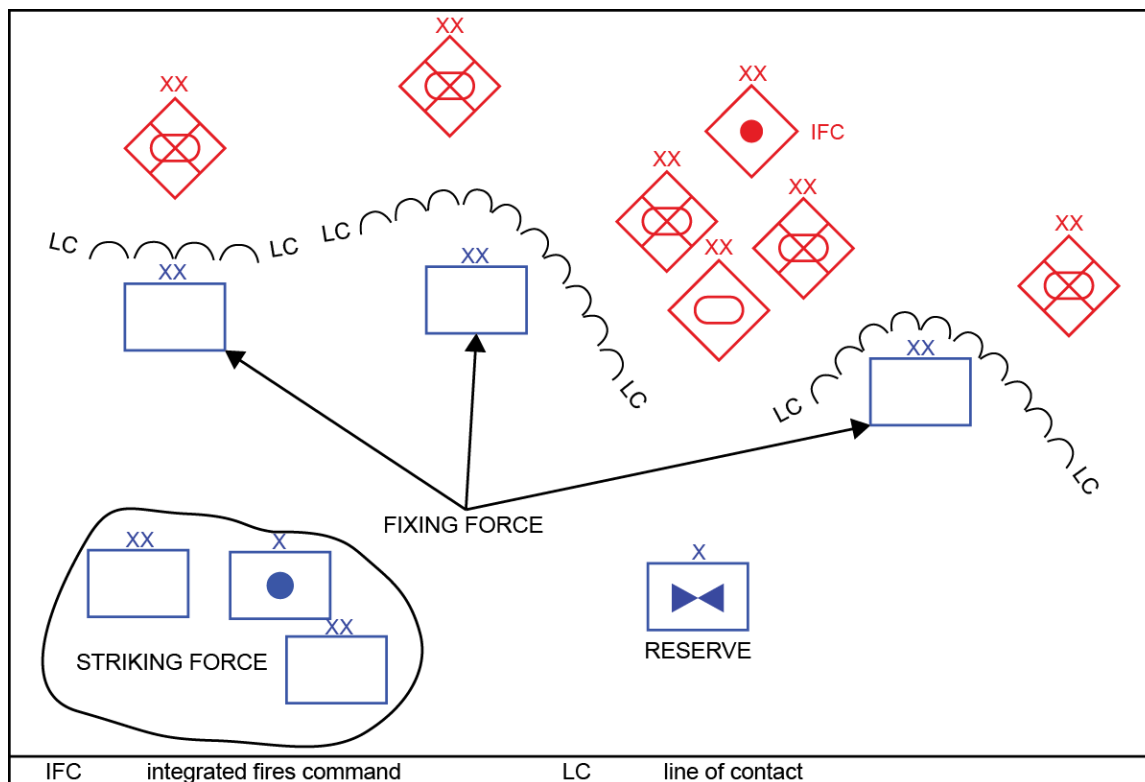 XX
XX
XX
IFC
XX
XX
XX
XX
LC
LC
LC
LC
LC
LC
XX
XX
XX
FIXING FORCE
XX
X
XX
STRIKING FORCE
X
RESERVE
IFC integrated fires command LC line of contact